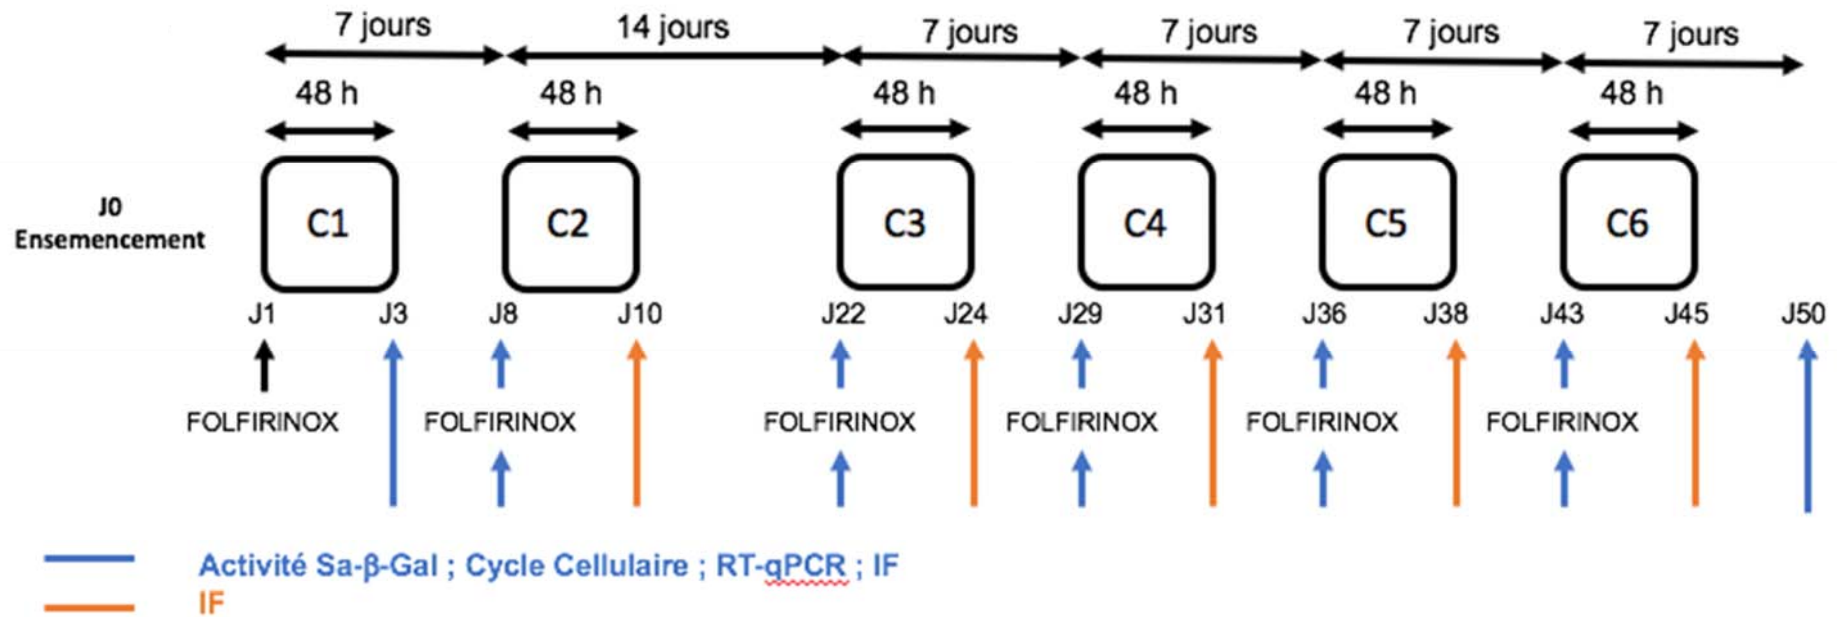 7 jours 14 jours 7 jours 7 jours 7 jours 7 jours
48 h 48 h 48 h 48 h 48 h 48 h
J0
Ensemencement
C1 C2 C3 C4 C5 C6
J1 J3 J8 J10 J22 J24 J29 J31 J36 J38 J43 J45 J50
FOLFIRINOX FOLFIRINOX FOLFIRINOX FOLFIRINOX FOLFIRINOX FOLFIRINOX
Activité Sa-β-Gal ; Cycle Cellulaire ; RT-qPCR ; IF
IF